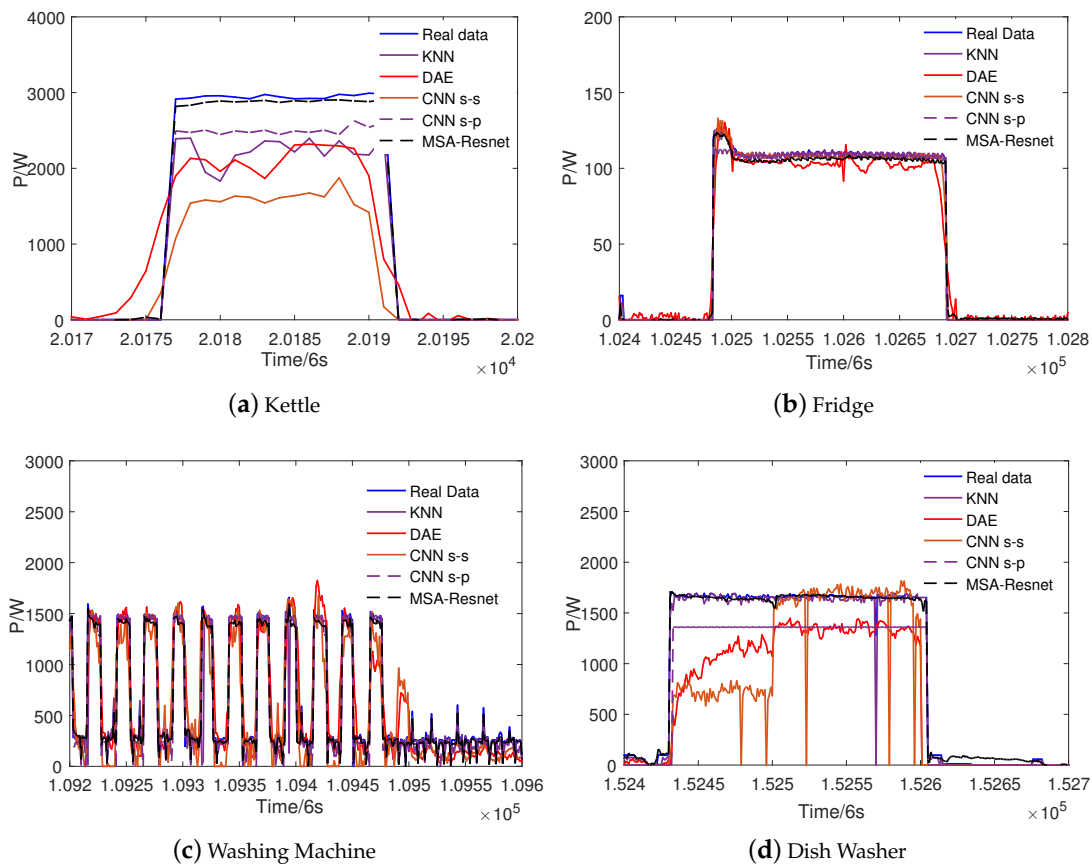 4000
3000
2000
1000
0
P/W
Real data
KNN
DAE
CNN s-s
CNN s-p
MSA-Resnet
2.017 2.0175 2.018 2.0185 2.019 2.0195 2.02
Time/6s
×10^4
(a) Kettle
200
150
100
50
0
P/W
Real Data
KNN
DAE
CNN s-s
CNN s-p
MSA-Resnet
1.024 1.0245 1.025 1.0255 1.026 1.0265 1.027 1.0275 1.028
Time/6s
×10^5
(b) Fridge
3000
2500
2000
1500
1000
500
0
P/W
Real Data
KNN
DAE
CNN s-s
CNN s-p
MSA-Resnet
1.092 1.0925 1.093 1.0935 1.094 1.0945 1.095 1.0955 1.096
Time/6s
×10^5
(c) Washing Machine
3000
2500
2000
1500
1000
500
0
P/W
Real Data
KNN
DAE
CNN s-s
CNN s-p
MSA-Resnet
1.524 1.5245 1.525 1.5255 1.526 1.5265 1.527
Time/6s
×10^5
(d) Dish Washer